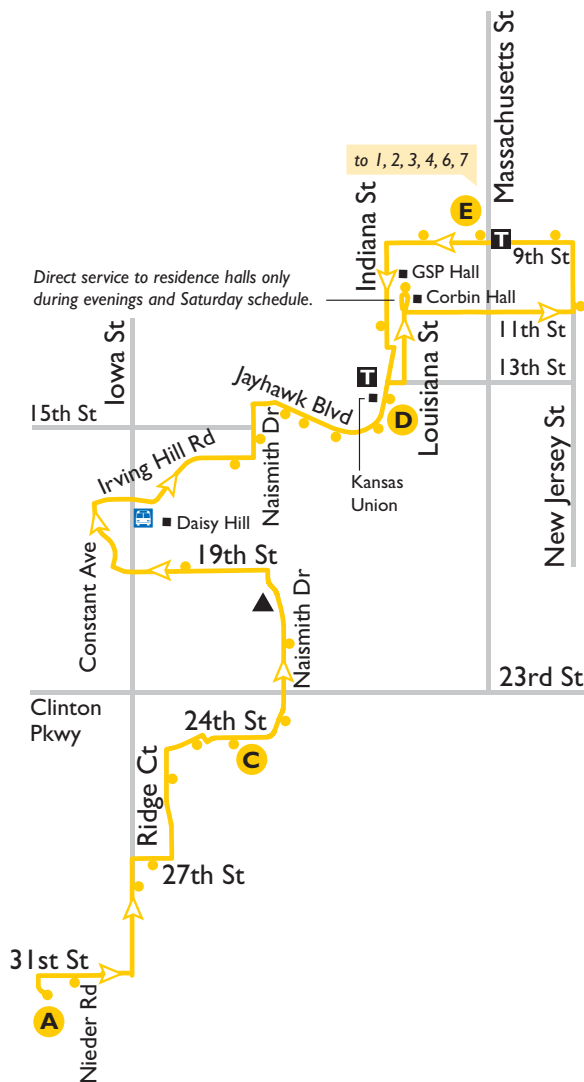 Massachusetts St
to 1, 2, 3, 4, 6, 7
E
Indiana St
T
9th St
GSP Hall
Direct service to residence halls only
during evenings and Saturday schedule.
Corbin Hall
11th St
Iowa St
Louisiana St
13th St
T
Jayhawk Blvd
15th St
D
Naismith Dr
Irving Hill Rd
Kansas
Union
New Jersey St
Daisy Hill
19th St
Constant Ave
Naismith Dr
23rd St
Clinton
Pkwy
24th St
C
Ridge Ct
27th St
31st St
A
Nieder Rd